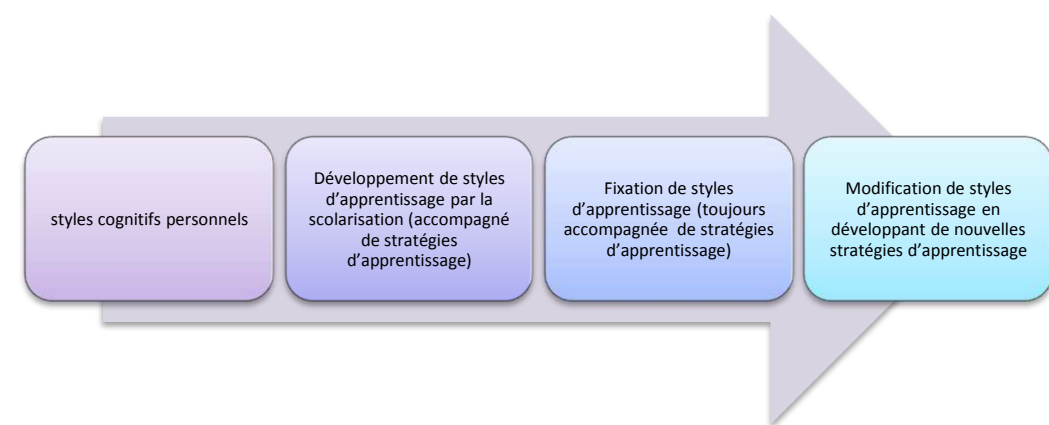 styles cognitifs personnels
Développement de styles
d'apprentissage par la
scolarisation (accompagné
de stratégies
d'apprentissage)
Fixation de styles
d'apprentissage (toujours
accompagnée de stratégies
d'apprentissage)
Modification de styles
d'apprentissage en
développant de nouvelles
stratégies d'apprentissage